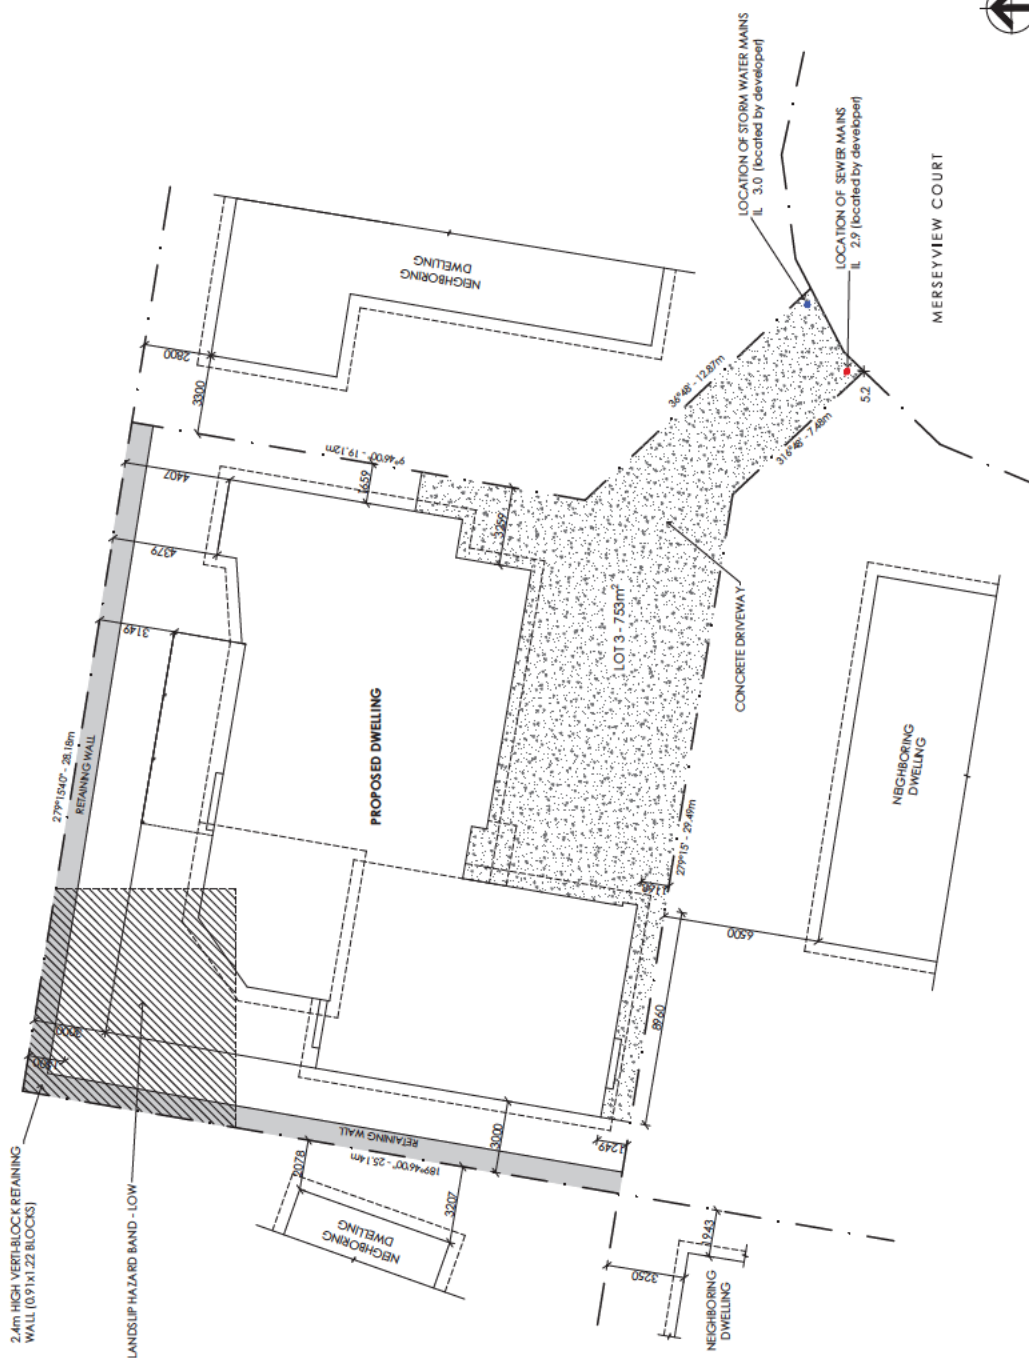 LOCATION OF STORM WATER MAINS
IL 3.0 (located by developer)
LOCATION OF SEWER MAINS
IL 2.9 (located by developer)
MERSEYVIEW COURT
NEIGHBORING
DWELLING
2800
3300
36°48' - 12.87m
316°48' - 7.48m
5.2
9°46'00" - 19.12m
4407
1659
4379
3259
3149
LOT 3 - 753m²
CONCRETE DRIVEWAY
279°15'40" - 28.18m
RETAINING WALL
PROPOSED DWELLING
NEIGHBORING
DWELLING
279°15' - 29.49m
6500
8960
3000
RETAINING WALL
189°46'00" - 25.14m
3000
1249
2078
3207
NEIGHBORING
DWELLING
1943
3250
NEIGHBORING
DWELLING
2.4m HIGH VERTI-BLOCK RETAINING
WALL (0.91x1.22 BLOCKS)
LANDSLIP HAZARD BAND - LOW